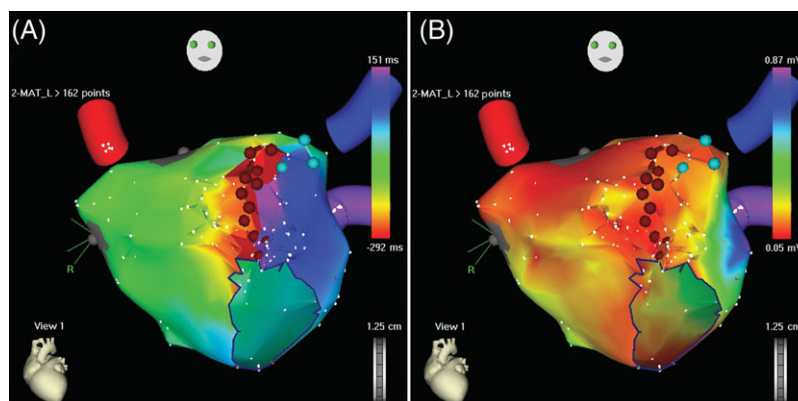 (A)
151 ms
2-MAT_L > 162 points
-292 ms
R
View 1
1.25 cm
(B)
0.87 mV
2-MAT_L > 162 points
0.05 mV
R
View 1
1.25 cm